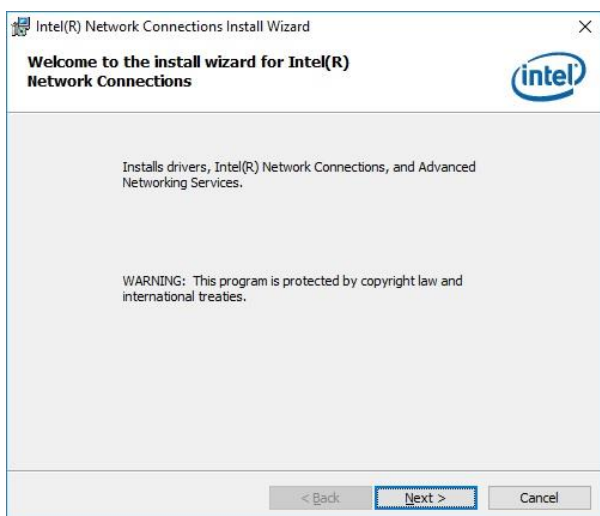 Intel(R) Network Connections Install Wizard
Welcome to the install wizard for Intel(R)
Network Connections
intel
Installs drivers, Intel(R) Network Connections, and Advanced
Networking Services.
WARNING: This program is protected by copyright law and
international treaties.
< Back Next > Cancel